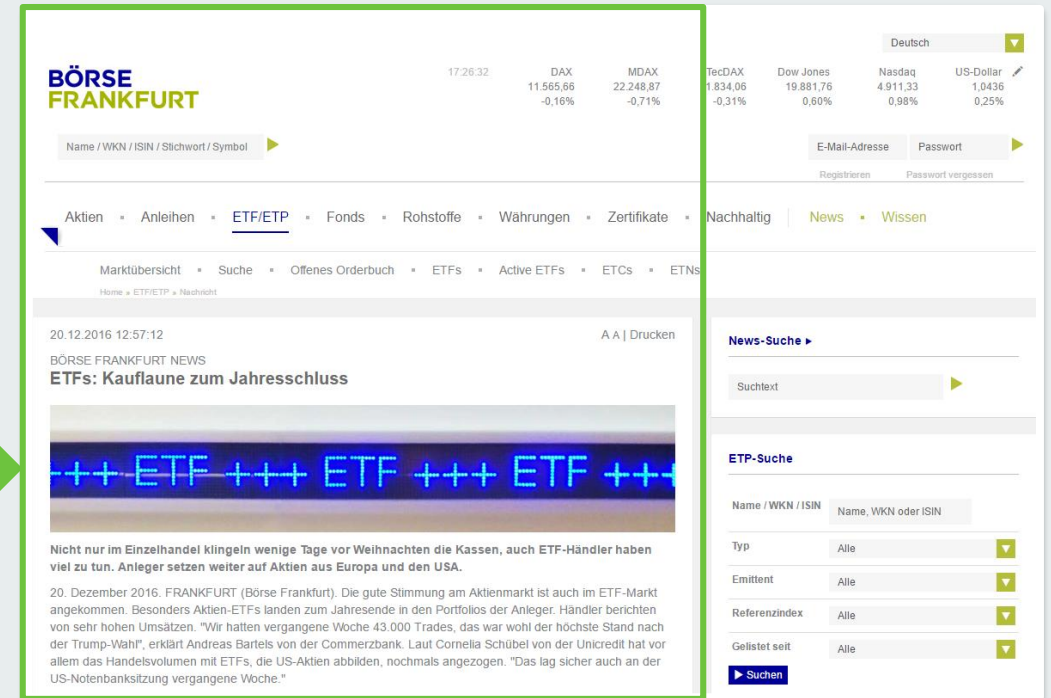 Deutsch
BÖRSE
FRANKFURT
17:26:32 DAX MDAX TecDAX Dow Jones Nasdaq US-Dollar
11.565,66 22.248,87 1.834,06 19.881,76 4.911,33 1,0436
-0,16% -0,71% -0,31% 0,60% 0,98% 0,25%
Name / WKN / ISIN / Stichwort / Symbol
E-Mail-Adresse Passwort
Registrieren Passwort vergessen
Aktien ▪ Anleihen ▪ ETF/ETP ▪ Fonds ▪ Rohstoffe ▪ Währungen ▪ Zertifikate ▪ Nachhaltig | News ▪ Wissen
Marktübersicht ▪ Suche ▪ Offenes Orderbuch ▪ ETFs ▪ Active ETFs ▪ ETCs ▪ ETNs
Home » ETF/ETP » Nachricht
20.12.2016 12:57:12 A A | Drucken
BÖRSE FRANKFURT NEWS
ETFs: Kauflaune zum Jahresschluss
+++ ETF +++ ETF +++ ETF +++
Nicht nur im Einzelhandel klingeln wenige Tage vor Weihnachten die Kassen, auch ETF-Händler haben
viel zu tun. Anleger setzen weiter auf Aktien aus Europa und den USA.
20. Dezember 2016. FRANKFURT (Börse Frankfurt). Die gute Stimmung am Aktienmarkt ist auch im ETF-Markt
angekommen. Besonders Aktien-ETFs landen zum Jahresende in den Portfolios der Anleger. Händler berichten
von sehr hohen Umsätzen. "Wir hatten vergangene Woche 43.000 Trades, das war wohl der höchste Stand nach
der Trump-Wahl", erklärt Andreas Bartels von der Commerzbank. Laut Cornelia Schübel von der Unicredit hat vor
allem das Handelsvolumen mit ETFs, die US-Aktien abbilden, nochmals angezogen. "Das lag sicher auch an der
US-Notenbanksitzung vergangene Woche."
News-Suche ▸
Suchtext
ETP-Suche
Name / WKN / ISIN Name, WKN oder ISIN
Typ Alle
Emittent Alle
Referenzindex Alle
Gelistet seit Alle
Suchen